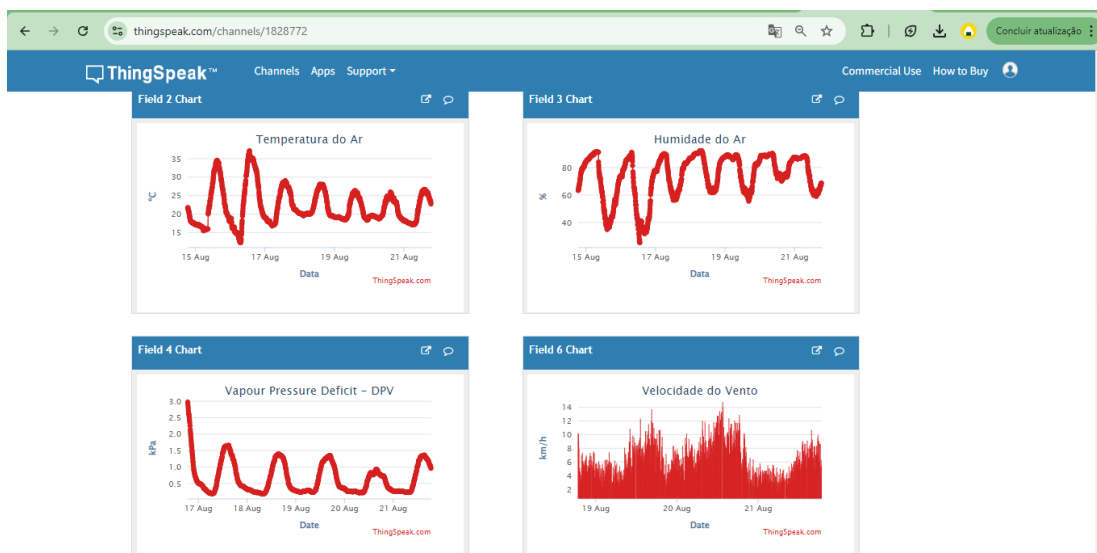 thingspeak.com/channels/1828772
Concluir atualização
ThingSpeak™ Channels Apps Support Commercial Use How to Buy
Field 2 Chart
Temperatura do Ar
°C
35
30
25
20
15
15 Aug 17 Aug 19 Aug 21 Aug
Data
ThingSpeak.com
Field 3 Chart
Humidade do Ar
%
80
60
40
15 Aug 17 Aug 19 Aug 21 Aug
Data
ThingSpeak.com
Field 4 Chart
Vapour Pressure Deficit – DPV
kPa
3.0
2.5
2.0
1.5
1.0
0.5
17 Aug 18 Aug 19 Aug 20 Aug 21 Aug
Date
ThingSpeak.com
Field 6 Chart
Velocidade do Vento
km/h
14
12
10
8
6
4
2
19 Aug 20 Aug 21 Aug
Date
ThingSpeak.com